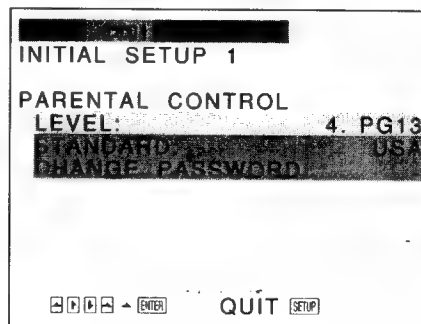 INITIAL SETUP 1
PARENTAL CONTROL
LEVEL: 4. PG13
STANDARD: USA
CHANGE PASSWORD
ENTER QUIT SETUP